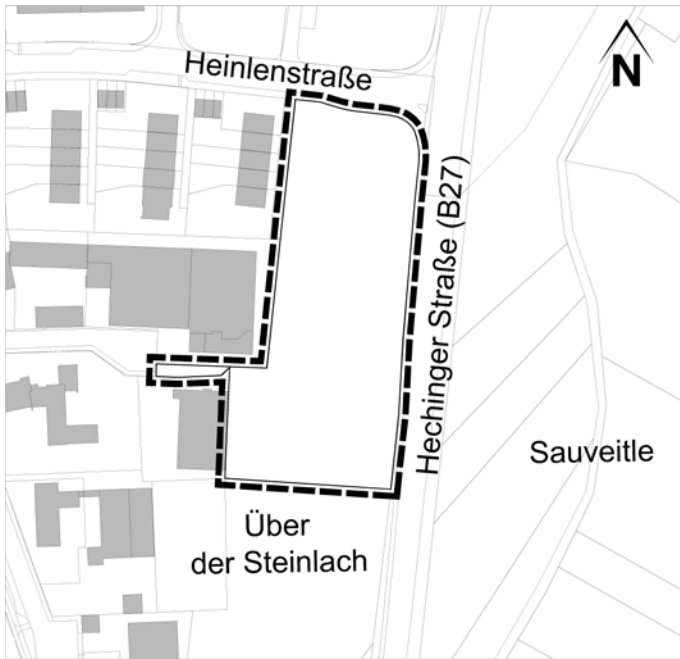 Heinlenstraße
N
Hechinger Straße (B27)
Sauveitle
Über
der Steinlach